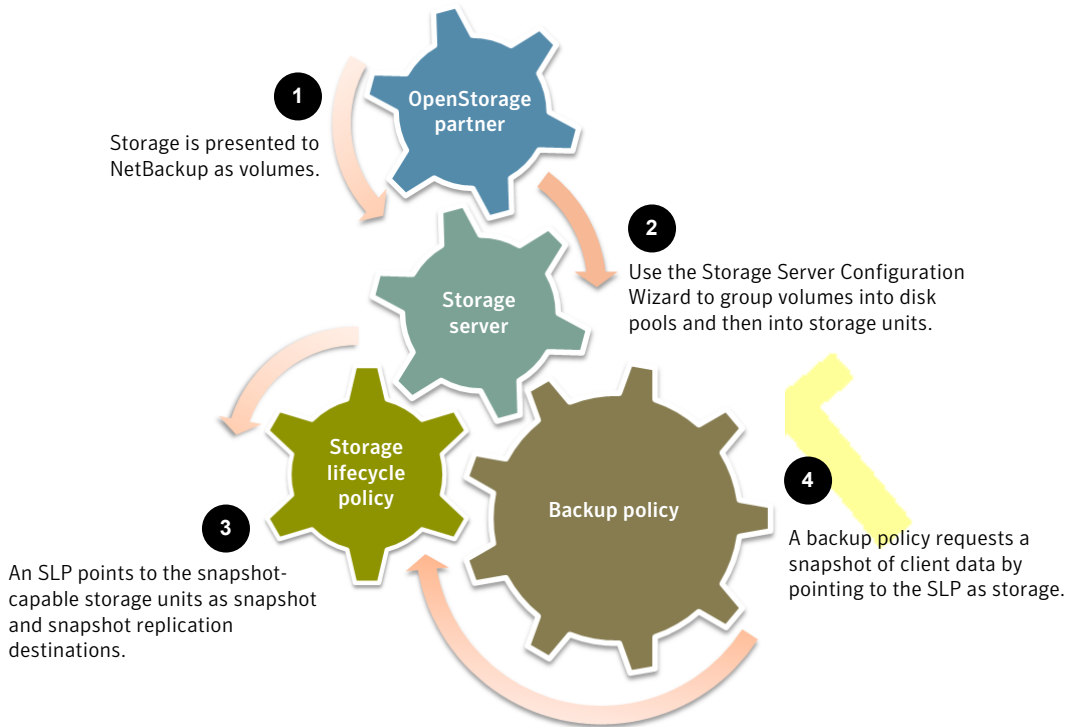 OpenStorage
partner
1
Storage is presented to
NetBackup as volumes.
2
Use the Storage Server Configuration
Wizard to group volumes into disk
pools and then into storage units.
Storage
server
Storage
lifecycle
policy
3
An SLP points to the snapshot-
capable storage units as snapshot
and snapshot replication
destinations.
Backup policy
4
A backup policy requests a
snapshot of client data by
pointing to the SLP as storage.